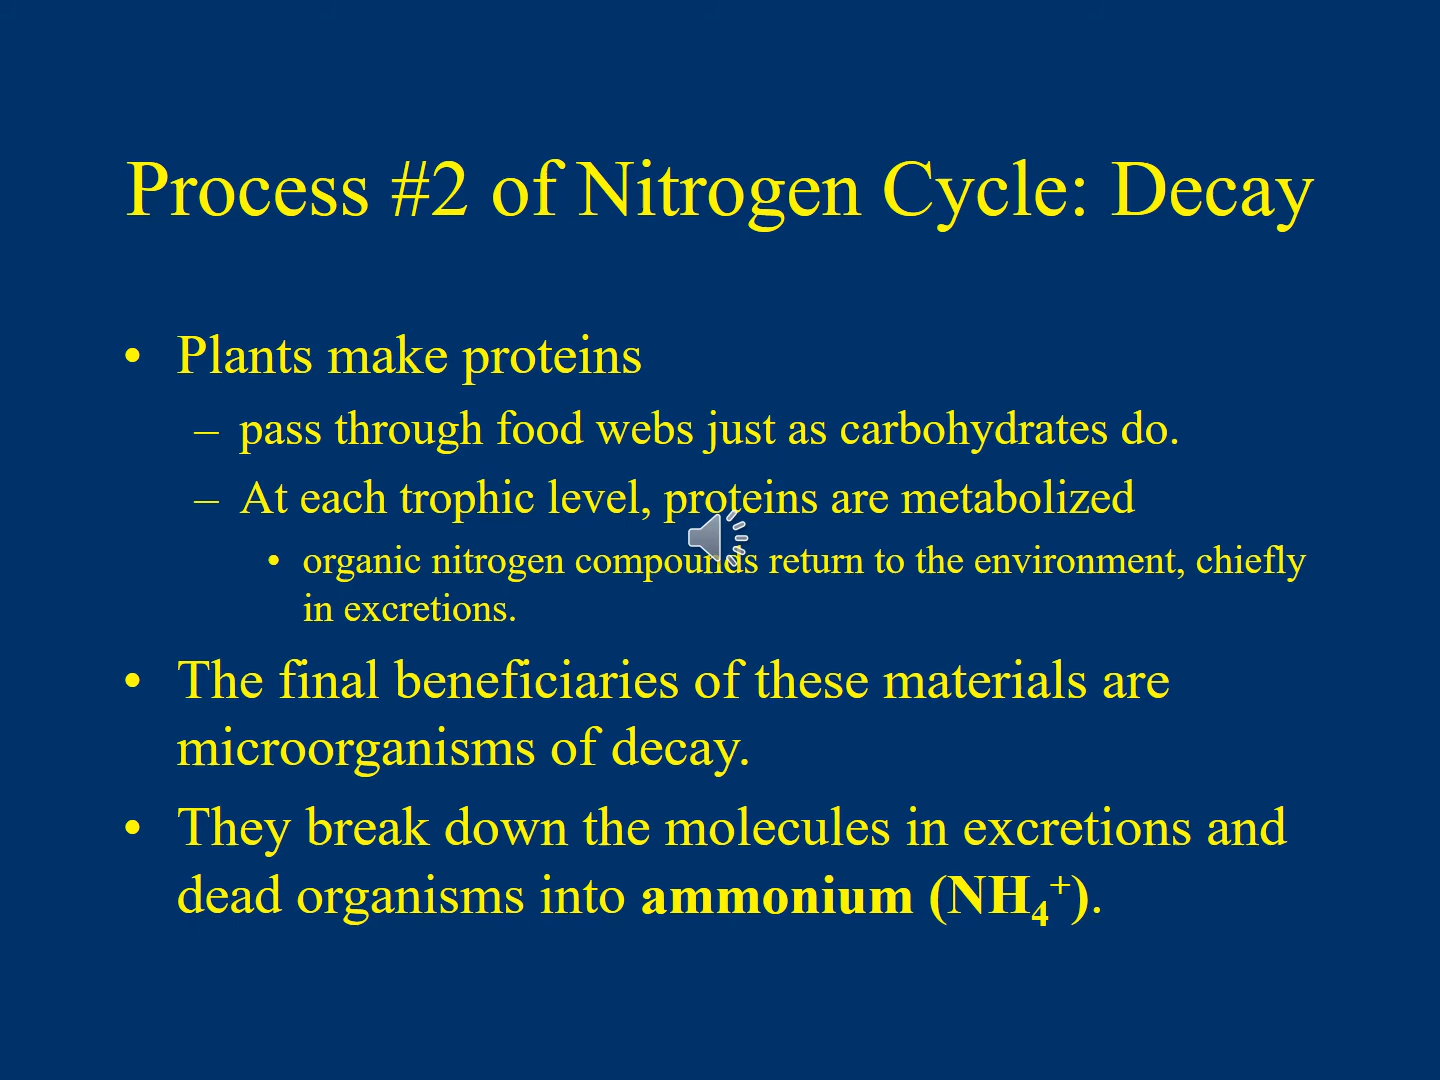 Process #2 of Nitrogen Cycle: Decay
• Plants make proteins
– pass through food webs just as carbohydrates do.
– At each trophic level, proteins are metabolized
• organic nitrogen compounds return to the environment, chiefly
in excretions.
• The final beneficiaries of these materials are
microorganisms of decay.
• They break down the molecules in excretions and
dead organisms into ammonium (NH₄⁺).